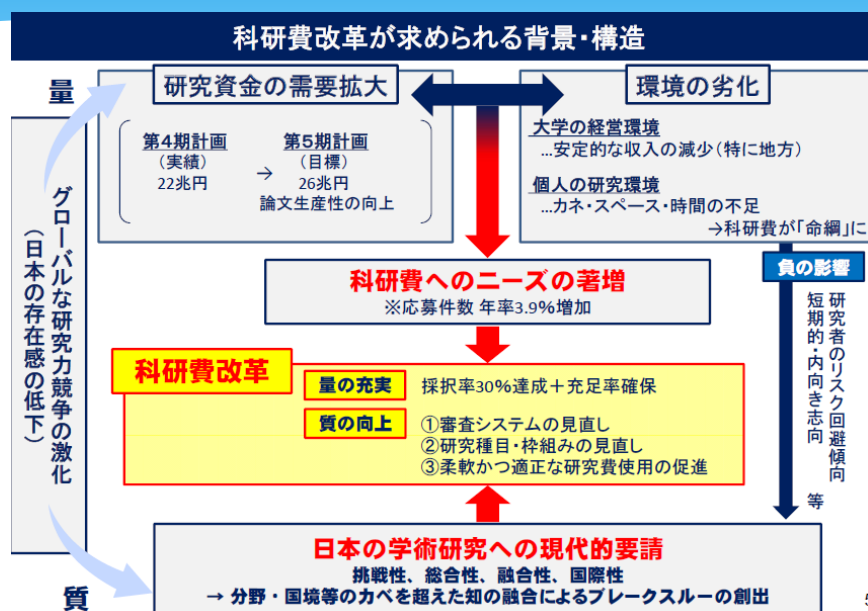 科研費改革が求められる背景・構造
量
研究資金の需要拡大
第4期計画
(実績)
22兆円
→
第5期計画
(目標)
26兆円
論文生産性の向上
環境の劣化
大学の経営環境
…安定的な収入の減少(特に地方)
個人の研究環境
…カネ・スペース・時間の不足
→科研費が「命綱」に
グローバルな研究力競争の激化
(日本の存在感の低下)
科研費へのニーズの著増
※応募件数 年率3.9%増加
負の影響
研究者のリスク回避傾向
短期的・内向き志向 等
科研費改革
量の充実 採択率30%達成+充足率確保
質の向上 ①審査システムの見直し
②研究種目・枠組みの見直し
③柔軟かつ適正な研究費使用の促進
日本の学術研究への現代的要請
挑戦性、総合性、融合性、国際性
→ 分野・国境等のカベを超えた知の融合によるブレークスルーの創出
質